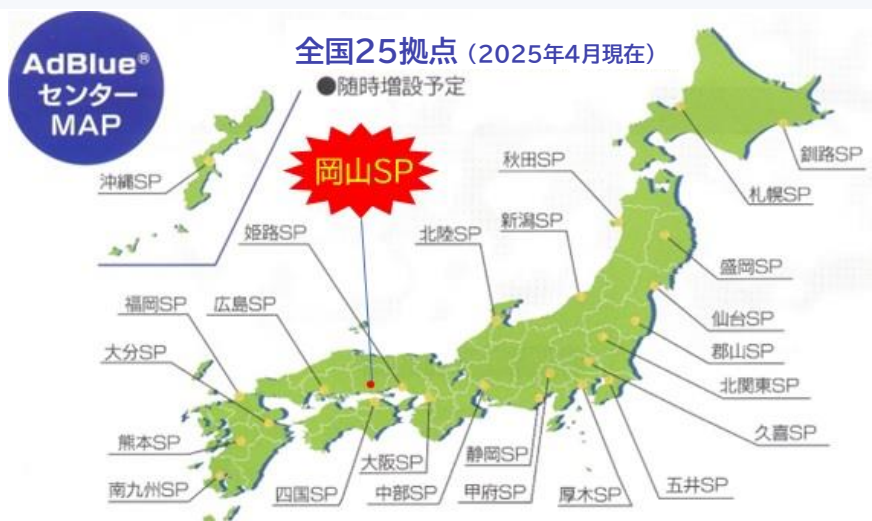 AdBlue®
センター
MAP
全国25拠点（2025年4月現在）
●随時増設予定
岡山SP
沖縄SP
秋田SP
釧路SP
札幌SP
姫路SP
北陸SP
新潟SP
盛岡SP
福岡SP
広島SP
仙台SP
大分SP
郡山SP
北関東SP
熊本SP
大阪SP
静岡SP
久喜SP
南九州SP
四国SP
中部SP
甲府SP
厚木SP
五井SP